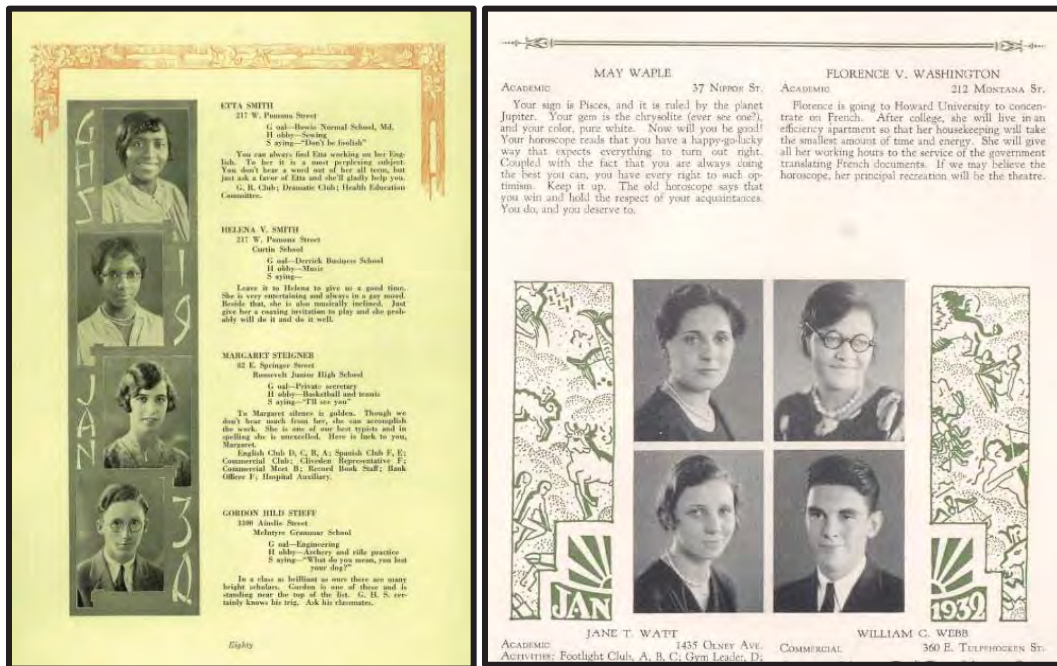 GHS
JAN
1930
ETTA SMITH
217 W. Pomona Street
G oal—Bowie Normal School, Md.
H obby—Sewing
S aying—"Don't be foolish"
You can always find Etta working on her Eng-
lish. To her it is a most perplexing subject.
You don't hear a word out of her all term, but
just ask a favor of Etta and she'll gladly help you.
G. R. Club; Dramatic Club; Health Education
Committee.
HELENA V. SMITH
217 W. Pomona Street
Curtin School
G oal—Derrick Business School
H obby—Music
S aying—
Leave it to Helena to give us a good time.
She is very entertaining and always in a gay mood.
Beside that, she is also musically inclined. Just
give her a coaxing invitation to play and she prob-
ably will do it and do it well.
MARGARET STEIGNER
82 E. Springer Street
Roosevelt Junior High School
G oal—Private secretary
H obby—Basketball and tennis
S aying—"I'll see you"
To Margaret silence is golden. Though we
don't hear much from her, she can accomplish
the work. She is one of our best typists and in
spelling she is unexcelled. Here is luck to you,
Margaret.
English Club D, C, B, A; Spanish Club F, E;
Commercial Club; Cliveden Representative F;
Commercial Meet B; Record Book Staff; Bank
Officer F; Hospital Auxiliary.
GORDON HILD STIEFF
Ainslie Street
McIntyre Grammar School
G oal—Engineering
H obby—Archery and rifle practice
S aying—"What do you mean, you lost
your dog?"
In a class as brilliant as ours there are many
bright scholars. Gordon is one of these and is
standing near the top of the list. G. H. S. cer-
tainly knows his trig. Ask his classmates.
Eighty
MAY WAPLE
ACADEMIC 37 NIPPON ST.
Your sign is Pisces, and it is ruled by the planet
Jupiter. Your gem is the chrysolite (ever see one?),
and your color, pure white. Now will you be good!
Your horoscope reads that you have a happy-go-lucky
way that expects everything to turn out right.
Coupled with the fact that you are always doing
the best you can, you have every right to such op-
timism. Keep it up. The old horoscope says that
you win and hold the respect of your acquaintances.
You do, and you deserve to.
FLORENCE V. WASHINGTON
ACADEMIC 212 MONTANA ST.
Florence is going to Howard University to concen-
trate on French. After college, she will live in an
efficiency apartment so that her housekeeping will take
the smallest amount of time and energy. She will give
all her working hours to the service of the government
translating French documents. If we may believe the
horoscope, her principal recreation will be the theatre.
JAN
1932
JANE T. WATT
ACADEMIC 1435 OLNEY AVE.
ACTIVITIES: Footlight Club, A, B, C; Gym Leader, D;
WILLIAM C. WEBB
COMMERCIAL 360 E. TULPEHOCKEN ST.